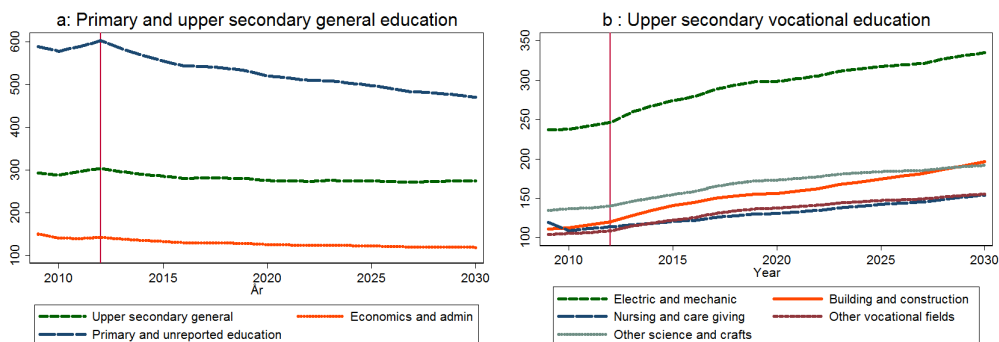 a: Primary and upper secondary general education
600
500
400
300
200
100
2010
2015
2020
2025
2030
År
Upper secondary general
Economics and admin
Primary and unreported education
b : Upper secondary vocational education
350
300
250
200
150
100
2010
2015
2020
2025
2030
Year
Electric and mechanic
Building and construction
Nursing and care giving
Other vocational fields
Other science and crafts